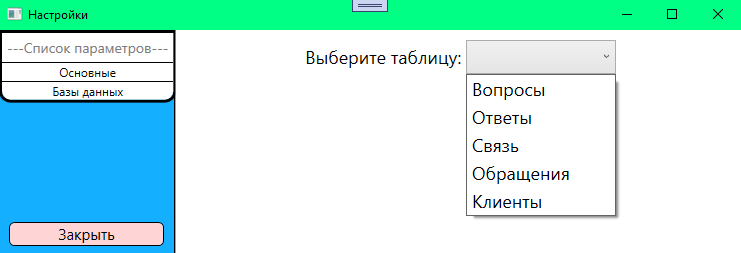 Настройки
---Список параметров---
Основные
Базы данных
Закрыть
Выберите таблицу:
Вопросы
Ответы
Связь
Обращения
Клиенты